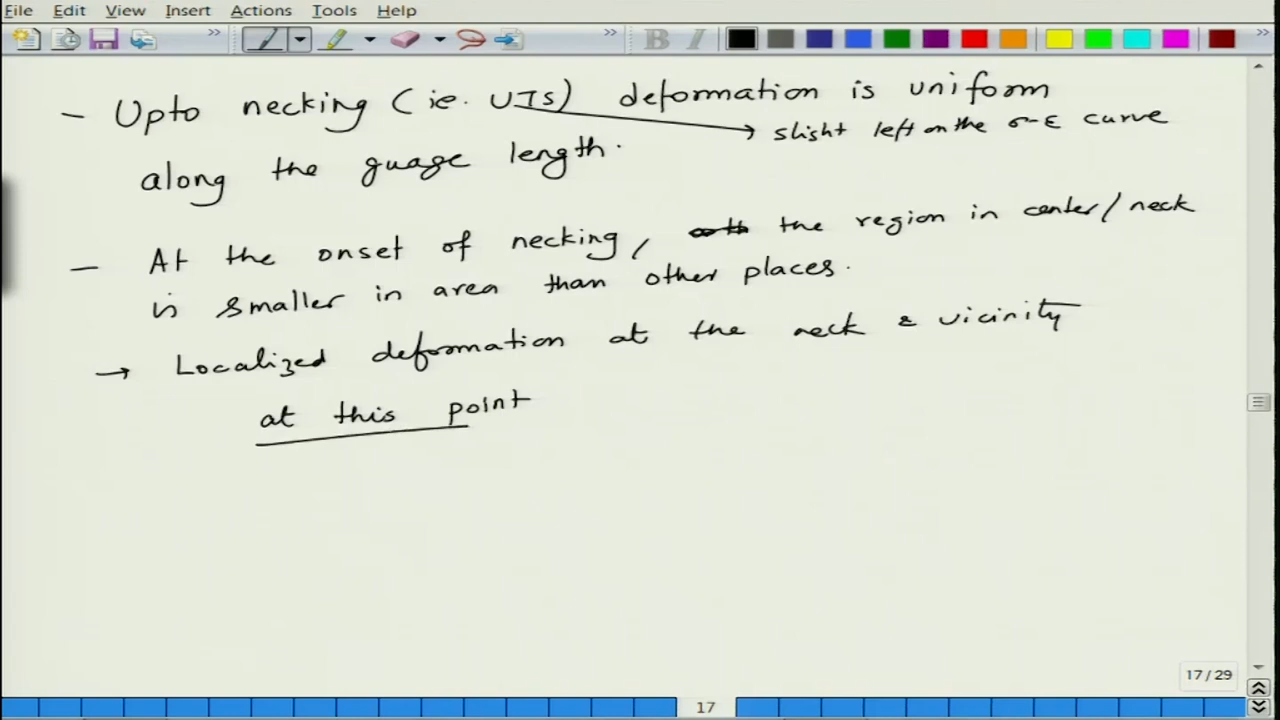 File Edit View Insert Actions Tools Help
B I
- Upto necking (ie. UTS) deformation is uniform
→ slight left on the σ-ε curve
along the guage length.
- At the onset of necking, the region in center/neck
is smaller in area than other places.
→ Localized deformation at the neck & vicinity
at this point
17/29
17